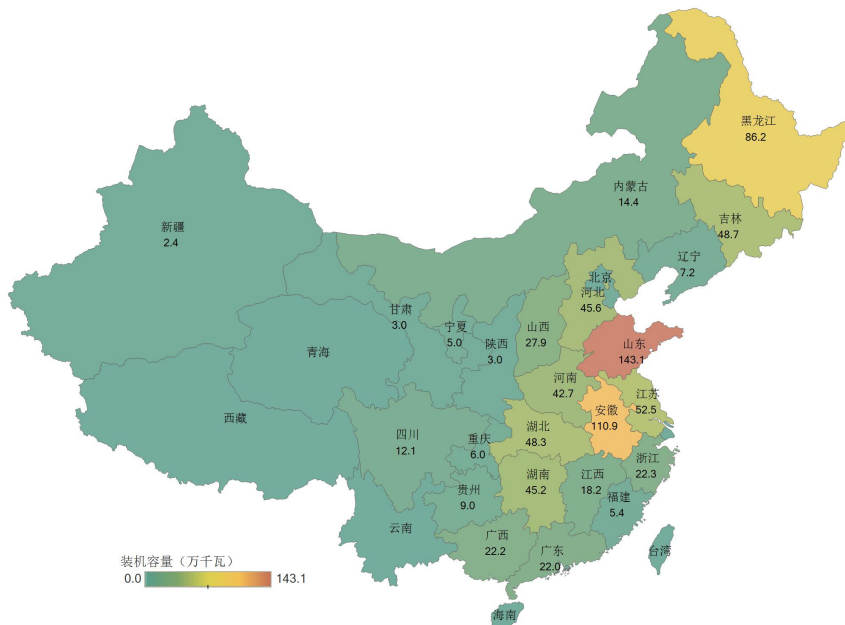 黑龙江
86.2
内蒙古
14.4
吉林
48.7
新疆
2.4
辽宁
7.2
北京
河北
45.6
甘肃
3.0
宁夏
5.0
陕西
3.0
山西
27.9
山东
143.1
青海
河南
42.7
江苏
52.5
西藏
安徽
110.9
四川
12.1
重庆
6.0
湖北
48.3
浙江
22.3
湖南
45.2
江西
18.2
贵州
9.0
福建
5.4
云南
广西
22.2
广东
22.0
台湾
装机容量（万千瓦）
0.0 143.1
海南